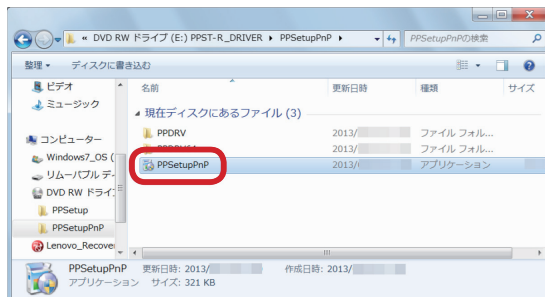 « DVD RW ドライブ (E:) PPST-R_DRIVER ▸ PPSetupPnP ▸
PPSetupPnPの検索
整理 ディスクに書き込む
ビデオ
ミュージック
コンピューター
Windows7_OS (
リムーバブル デ
DVD RW ドライ
PPSetup
PPSetupPnP
Lenovo_Recove
名前 更新日時 種類 サイズ
現在ディスクにあるファイル (3)
PPDRV 2013/ ファイル フォル...
2013/ ファイル フォル...
PPSetupPnP 2013/ アプリケーション
PPSetupPnP 更新日時: 2013/ 作成日時: 2013/
アプリケーション サイズ: 321 KB